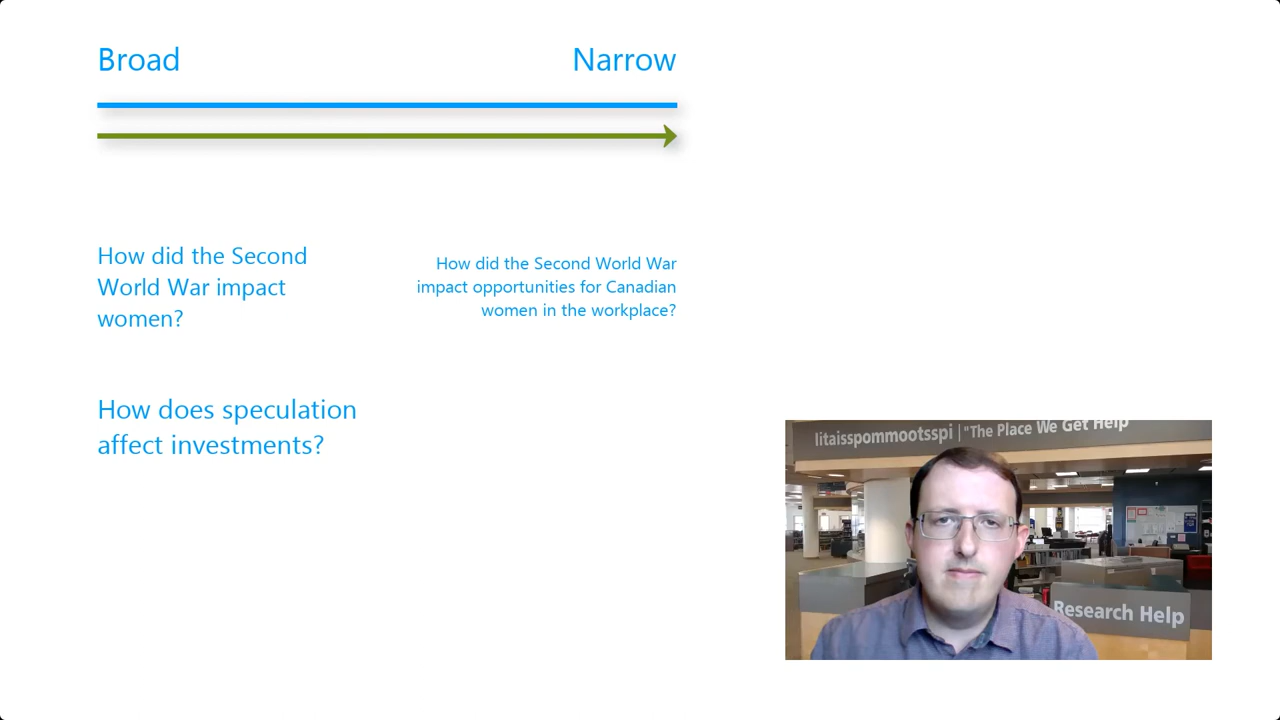 Broad
Narrow
How did the Second
World War impact
women?
How did the Second World War
impact opportunities for Canadian
women in the workplace?
How does speculation
affect investments?
litaisspommootsspi | "The Place We Get Help"
Research Help